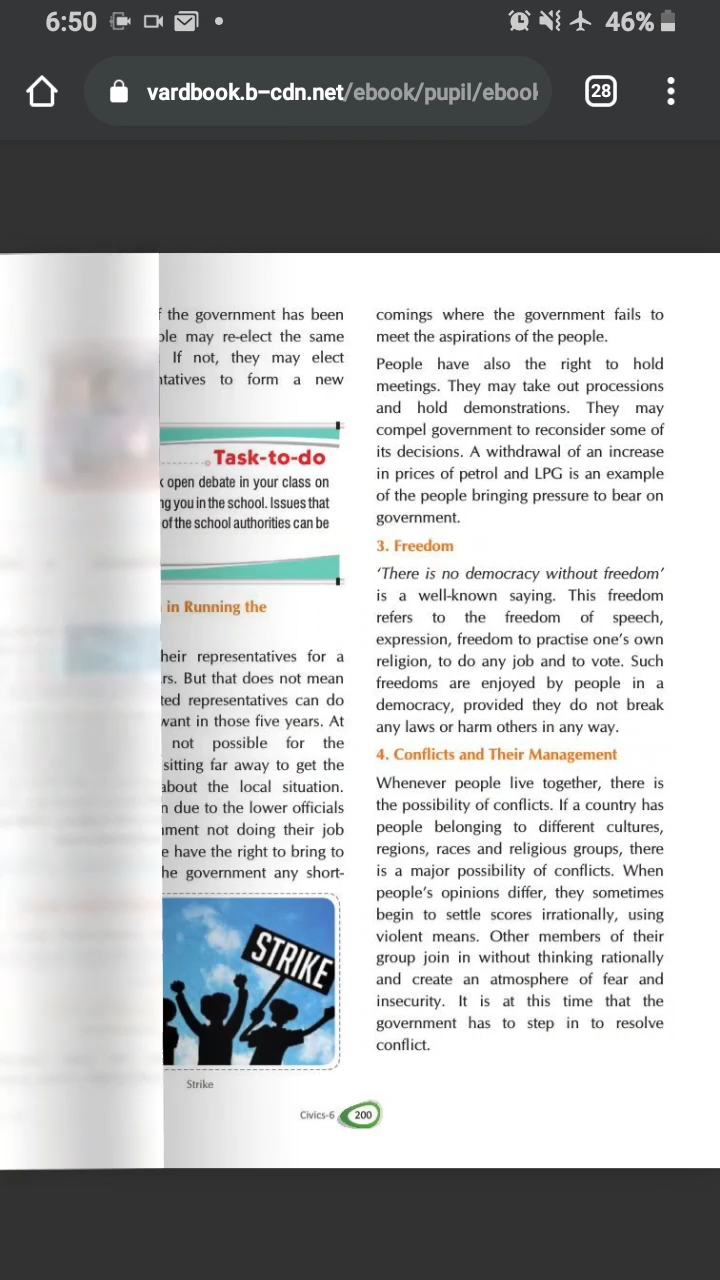 6:50
46%
vardbook.b-cdn.net/ebook/pupil/ebook
28
the government has been
may re-elect the same
If not, they may elect
to form a new
Task-to-do
open debate in your class on
you in the school. Issues that
of the school authorities can be
in Running the
representatives for a
But that does not mean
representatives can do
want in those five years. At
not possible for the
sitting far away to get the
about the local situation.
due to the lower officials
not doing their job
have the right to bring to
government any short-
STRIKE
Strike
comings where the government fails to
meet the aspirations of the people.
People have also the right to hold
meetings. They may take out processions
and hold demonstrations. They may
compel government to reconsider some of
its decisions. A withdrawal of an increase
in prices of petrol and LPG is an example
of the people bringing pressure to bear on
government.
3. Freedom
‘There is no democracy without freedom’
is a well-known saying. This freedom
refers to the freedom of speech,
expression, freedom to practise one’s own
religion, to do any job and to vote. Such
freedoms are enjoyed by people in a
democracy, provided they do not break
any laws or harm others in any way.
4. Conflicts and Their Management
Whenever people live together, there is
the possibility of conflicts. If a country has
people belonging to different cultures,
regions, races and religious groups, there
is a major possibility of conflicts. When
people’s opinions differ, they sometimes
begin to settle scores irrationally, using
violent means. Other members of their
group join in without thinking rationally
and create an atmosphere of fear and
insecurity. It is at this time that the
government has to step in to resolve
conflict.
Civics-6 200